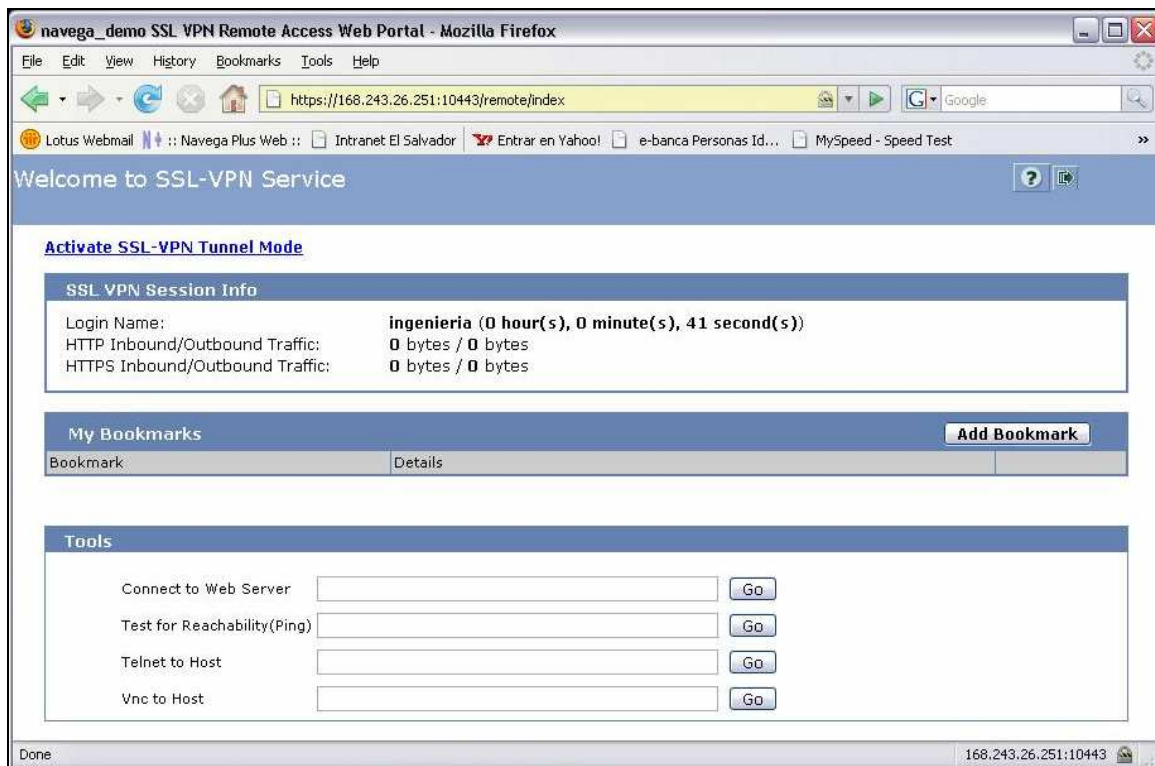 navega_demo SSL VPN Remote Access Web Portal - Mozilla Firefox
File Edit View History Bookmarks Tools Help
https://168.243.26.251:10443/remote/index
G Google
Lotus Webmail :: Navega Plus Web :: Intranet El Salvador Y! Entrar en Yahoo! e-banca Personas Id... MySpeed - Speed Test »
Welcome to SSL-VPN Service ?
Activate SSL-VPN Tunnel Mode
SSL VPN Session Info
Login Name: ingenieria (0 hour(s), 0 minute(s), 41 second(s))
HTTP Inbound/Outbound Traffic: 0 bytes / 0 bytes
HTTPS Inbound/Outbound Traffic: 0 bytes / 0 bytes
My Bookmarks Add Bookmark
Bookmark Details
Tools
Connect to Web Server Go
Test for Reachability(Ping) Go
Telnet to Host Go
Vnc to Host Go
Done 168.243.26.251:10443